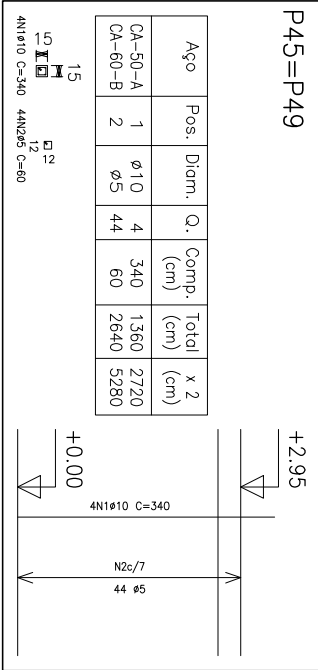 P45=P49
Aço Pos. Diam. Q. Comp. (cm) Total (cm) x 2 (cm)
CA-50-A 1 ø10 4 340 1360 2720
CA-60-B 2 ø5 44 60 2640 5280
15
15
4N1ø10 C=340
12
12
44N2ø5 C=60
+2.95
+0.00
4N1ø10 C=340
N2c/7
44 ø5